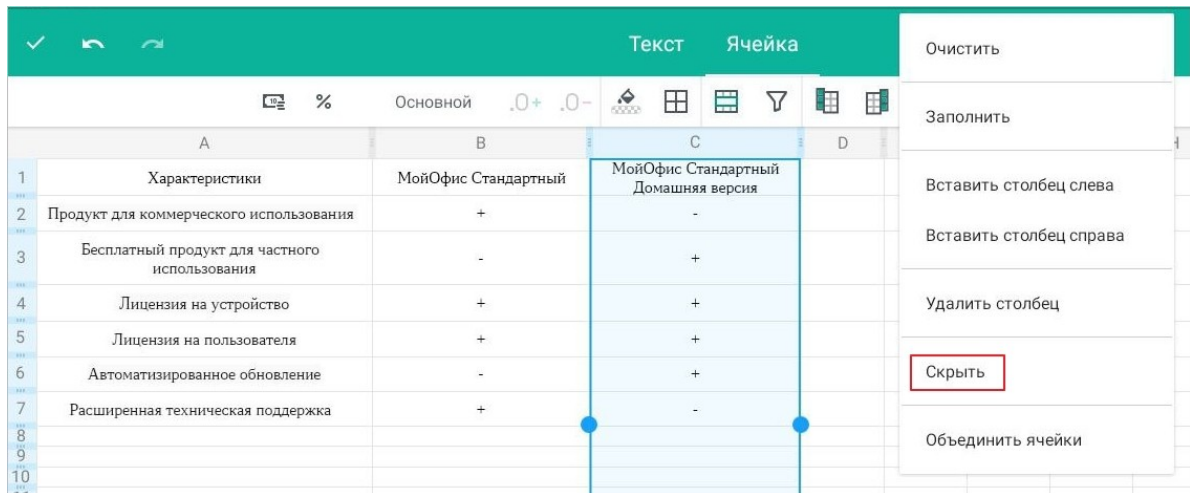 Текст Ячейка
% Основной .0+ .0−
A B C D H
1 Характеристики МойОфис Стандартный МойОфис Стандартный
Домашняя версия
2 Продукт для коммерческого использования + -
3 Бесплатный продукт для частного
использования - +
4 Лицензия на устройство + +
5 Лицензия на пользователя + +
6 Автоматизированное обновление - +
7 Расширенная техническая поддержка + -
8
9
10
Очистить
Заполнить
Вставить столбец слева
Вставить столбец справа
Удалить столбец
Скрыть
Объединить ячейки